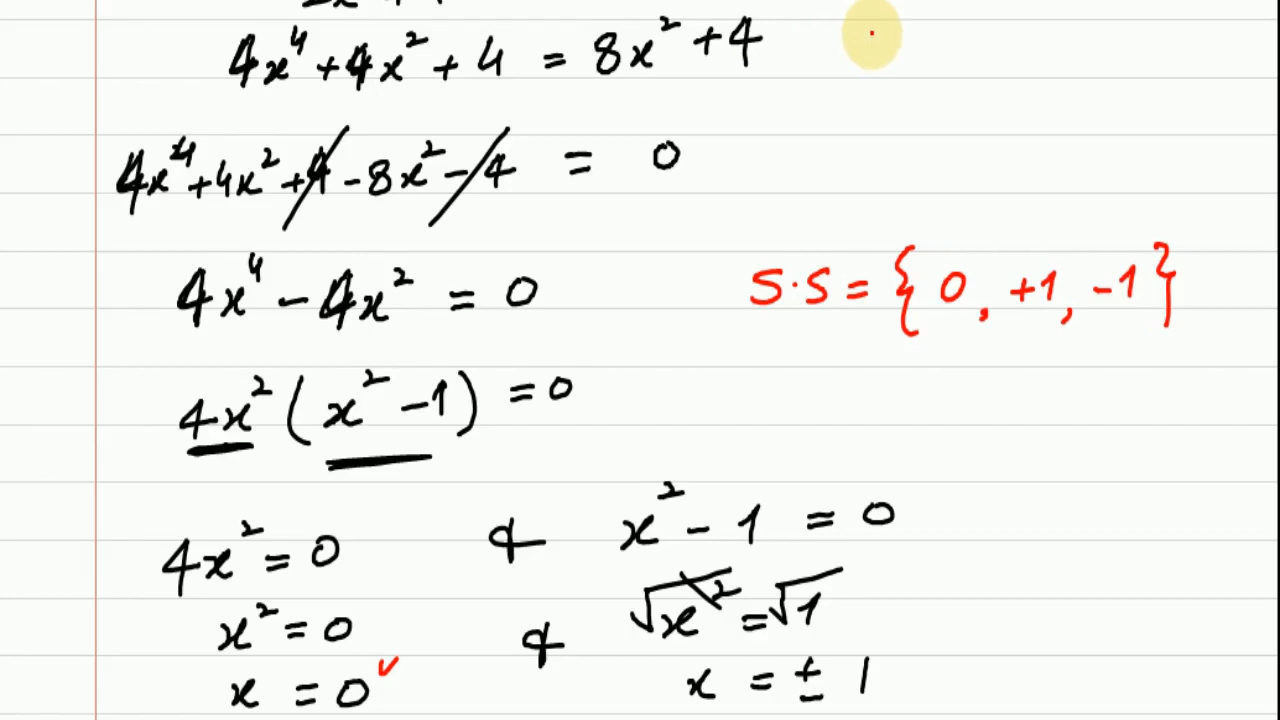 4x⁴ + 4x² + 4 = 8x² + 4
4x⁴ + 4x² + 4 - 8x² - 4 = 0
4x⁴ - 4x² = 0
S·S = { 0, +1, -1 }
4x² ( x² - 1 ) = 0
4x² = 0 & x² - 1 = 0
x² = 0 & √x² = √1
x = 0 ✓ x = ± 1